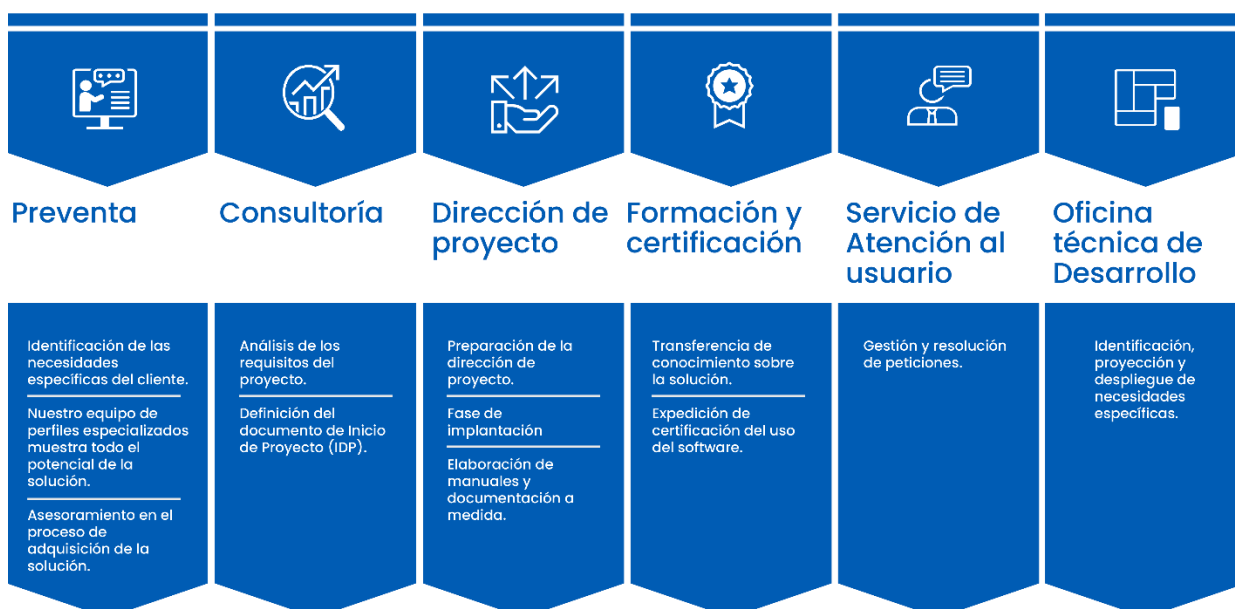 Preventa
Consultoría
Dirección de
proyecto
Formación y
certificación
Servicio de
Atención al
usuario
Oficina
técnica de
Desarrollo
Identificación de las
necesidades
específicas del cliente.
Nuestro equipo de
perfiles especializados
muestra todo el
potencial de la
solución.
Asesoramiento en el
proceso de
adquisición de la
solución.
Análisis de los
requisitos del
proyecto.
Definición del
documento de Inicio
de Proyecto (IDP).
Preparación de la
dirección de
proyecto.
Fase de
implantación
Elaboración de
manuales y
documentación a
medida.
Transferencia de
conocimiento sobre
la solución.
Expedición de
certificación del uso
del software.
Gestión y resolución
de peticiones.
Identificación,
proyección y
despliegue de
necesidades
específicas.